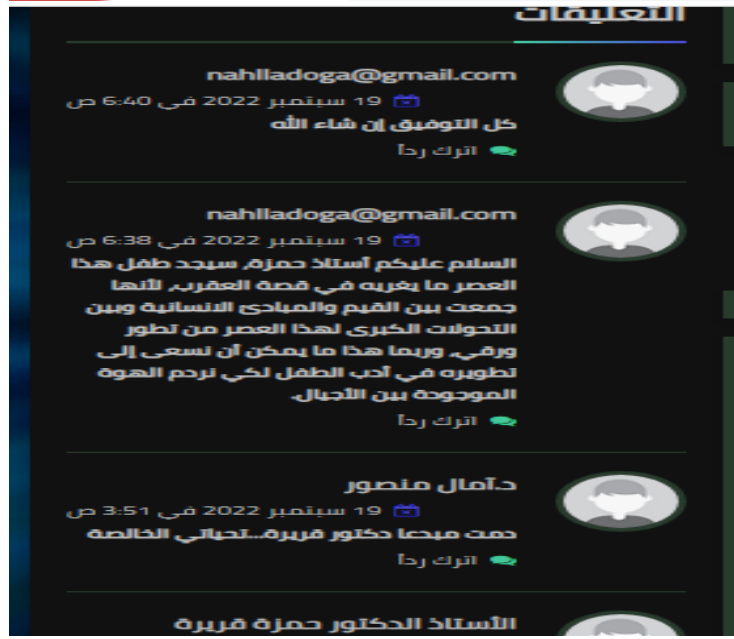 التعليقات
nahlladoga@gmail.com
19 سبتمبر 2022 في 6:40 ص
كل التوفيق إن شاء الله
اترك رداً
nahlladoga@gmail.com
19 سبتمبر 2022 في 6:38 ص
السلام عليكم أستاذ حمزة، سيجد طفل هذا
العصر ما يغريه في قصة العقرب، لأنها
جمعت بين القيم والمبادئ الانسانية وبين
التحولات الكبرى لهذا العصر من تطور
ورقي، وربما هذا ما يمكن أن نسعى إلى
تطويره في أدب الطفل لكي نردم الهوة
الموجودة بين الأجيال.
اترك رداً
د.آمال منصور
19 سبتمبر 2022 في 3:51 ص
دمت مبدعا دكتور قريرة...تحياتي الخالصة
اترك رداً
الأستاذ الدكتور حمزة قريرة